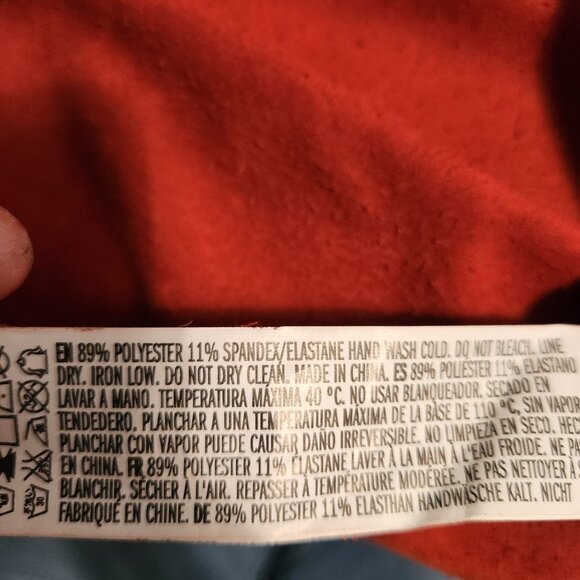 EN 89% POLYESTER 11% SPANDEX/ELASTANE HAND WASH COLD. DO NOT BLEACH. LINE
DRY. IRON LOW. DO NOT DRY CLEAN. MADE IN CHINA. ES 89% POLYESTER 11% ELASTANO
LAVAR A MANO. TEMPERATURA MÁXIMA 40 °C. NO USAR BLANQUEADOR. SECADO EN
TENDEDERO. PLANCHAR A UNA TEMPERATURA MÁXIMA DE LA BASE DE 110 °C, SIN VAPOR
PLANCHAR CON VAPOR PUEDE CAUSAR DAÑO IRREVERSIBLE. NO LIMPIEZA EN SECO. HEC
EN CHINA. FR 89% POLYESTER 11% ELASTANE LAVER À LA MAIN À L'EAU FROIDE. NE PAS
BLANCHIR. SÉCHER À L'AIR. REPASSER À TEMPÉRATURE MODÉRÉE. NE PAS NETTOYER À
FABRIQUÉ EN CHINE. DE 89% POLYESTER 11% ELASTHAN HANDWÄSCHE KALT. NICHT